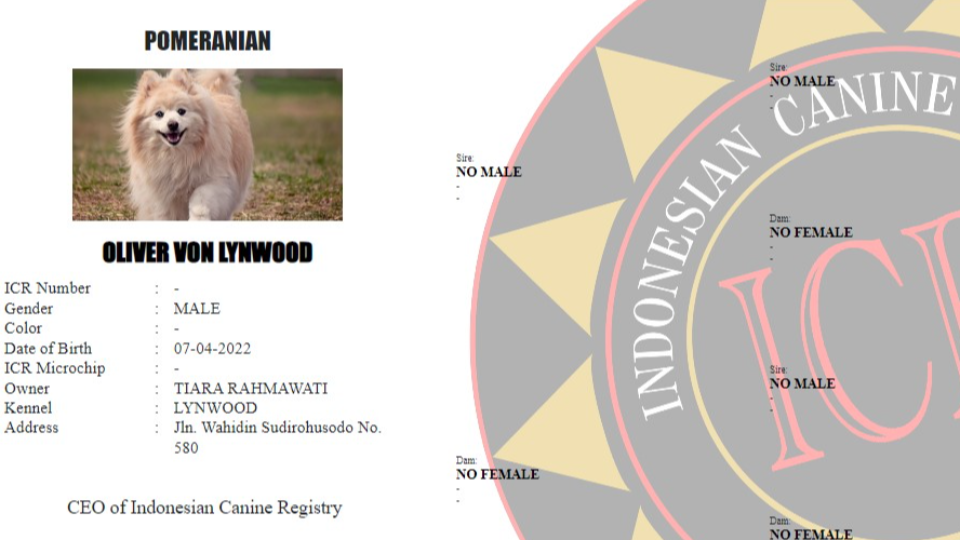 POMERANIAN
OLIVER VON LYNWOOD
ICR Number : -
Gender : MALE
Color : -
Date of Birth : 07-04-2022
ICR Microchip : -
Owner : TIARA RAHMAWATI
Kennel : LYNWOOD
Address : Jln. Wahidin Sudirohusodo No.
580
CEO of Indonesian Canine Registry
Sire:
NO MALE
-
-
Dam:
NO FEMALE
-
-
Sire:
NO MALE
-
-
Dam:
NO FEMALE
-
-
Sire:
NO MALE
-
-
Dam:
NO FEMALE
INDONESIAN CANINE
IC